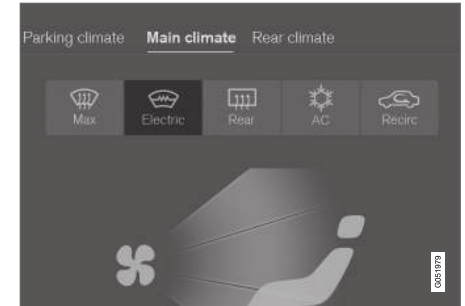 Parking climate Main climate Rear climate
Max Electric Rear AC Recirc
G051979